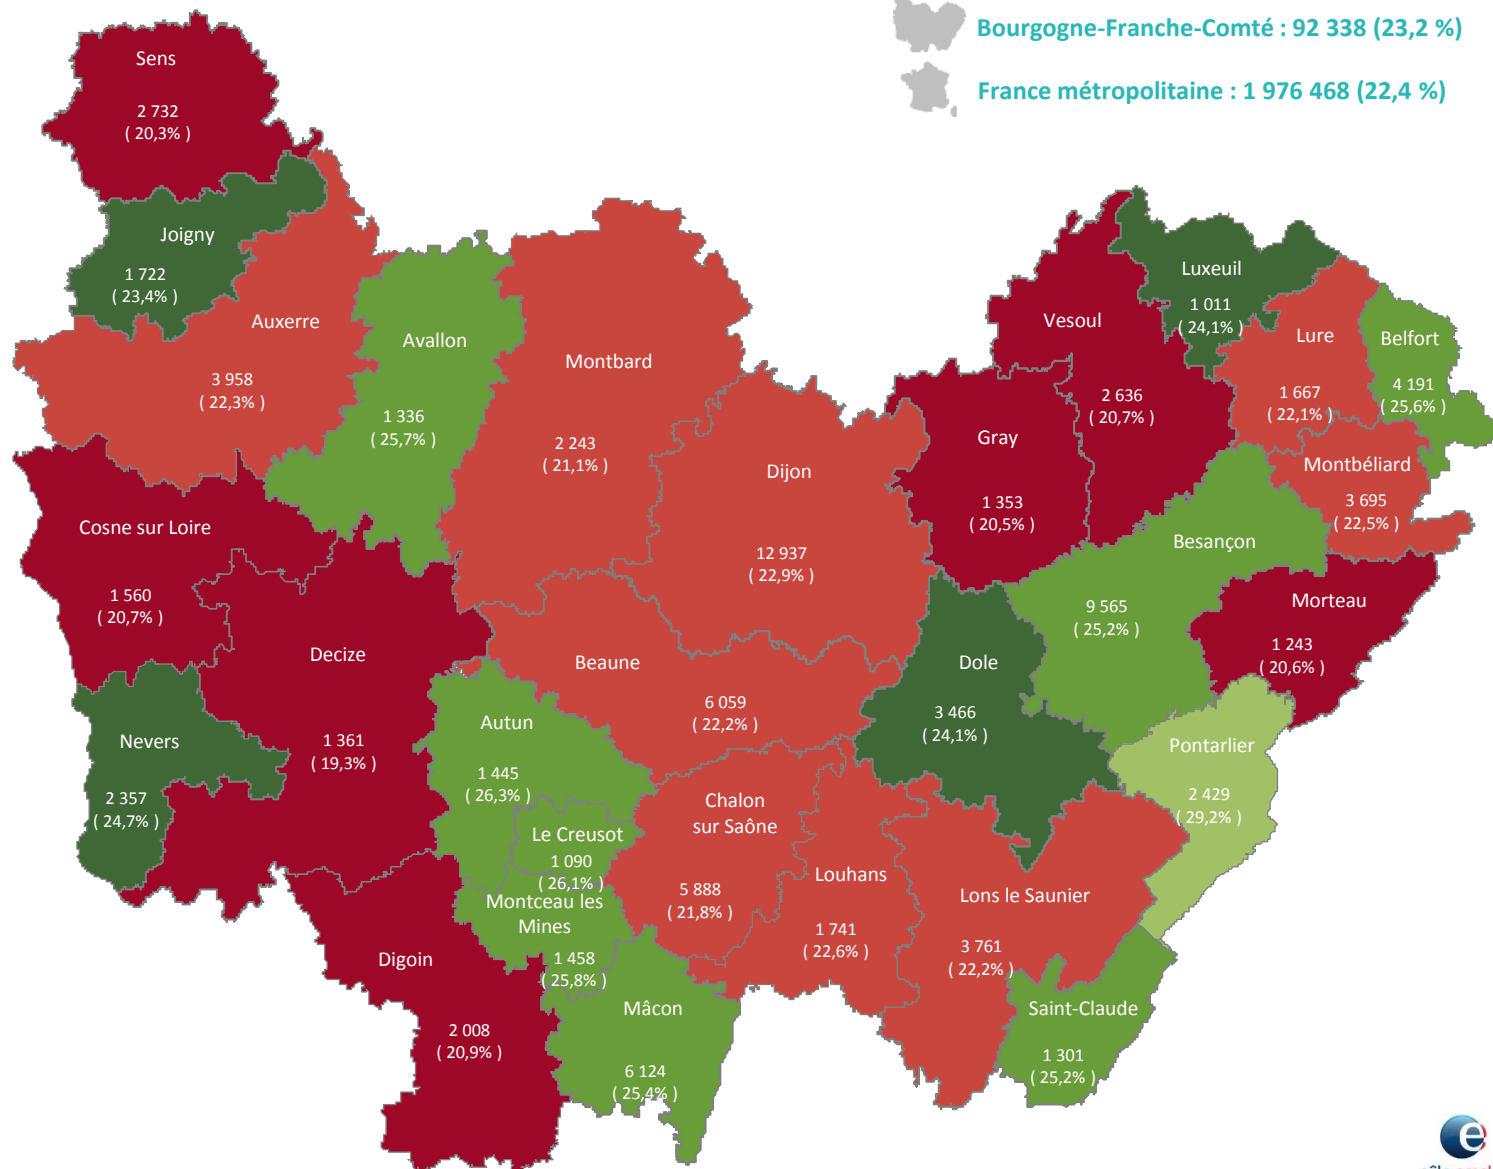 Bourgogne-Franche-Comté : 92 338 (23,2 %)
France métropolitaine : 1 976 468 (22,4 %)
Sens
2 732
( 20,3% )
Joigny
1 722
( 23,4% )
Auxerre
3 958
( 22,3% )
Avallon
1 336
( 25,7% )
Montbard
2 243
( 21,1% )
Dijon
12 937
( 22,9% )
Vesoul
2 636
( 20,7% )
Luxeuil
1 011
( 24,1% )
Lure
1 667
( 22,1% )
Belfort
4 191
( 25,6% )
Gray
1 353
( 20,5% )
Montbéliard
3 695
( 22,5% )
Cosne sur Loire
1 560
( 20,7% )
Besançon
9 565
( 25,2% )
Morteau
1 243
( 20,6% )
Decize
1 361
( 19,3% )
Beaune
6 059
( 22,2% )
Dole
3 466
( 24,1% )
Nevers
2 357
( 24,7% )
Autun
1 445
( 26,3% )
Pontarlier
2 429
( 29,2% )
Le Creusot
1 090
( 26,1% )
Chalon
sur Saône
5 888
( 21,8% )
Louhans
1 741
( 22,6% )
Lons le Saunier
3 761
( 22,2% )
Montceau les
Mines
1 458
( 25,8% )
Digoin
2 008
( 20,9% )
Mâcon
6 124
( 25,4% )
Saint-Claude
1 301
( 25,2% )